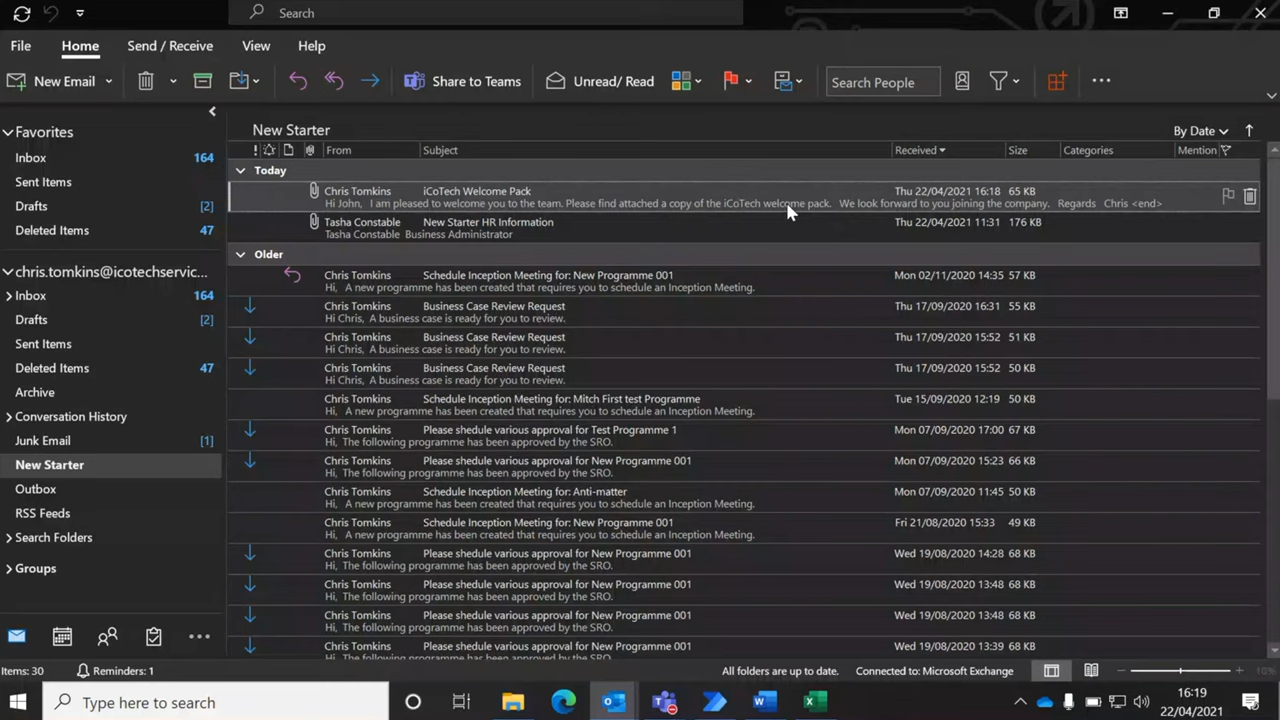 Search
File Home Send / Receive View Help
New Email Share to Teams Unread/ Read Search People
Favorites
Inbox 164
Sent Items
Drafts [2]
Deleted Items 47
chris.tomkins@icotechservic...
Inbox 164
Drafts [2]
Sent Items
Deleted Items 47
Archive
Conversation History
Junk Email [1]
New Starter
Outbox
RSS Feeds
Search Folders
Groups
New Starter By Date
From Subject Received Size Categories Mention
Today
Chris Tomkins iCoTech Welcome Pack Thu 22/04/2021 16:18 65 KB
Hi John, I am pleased to welcome you to the team. Please find attached a copy of the iCoTech welcome pack. We look forward to you joining the company. Regards Chris <end>
Tasha Constable New Starter HR Information Thu 22/04/2021 11:31 176 KB
Tasha Constable Business Administrator
Older
Chris Tomkins Schedule Inception Meeting for: New Programme 001 Mon 02/11/2020 14:35 57 KB
Hi, A new programme has been created that requires you to schedule an Inception Meeting.
Chris Tomkins Business Case Review Request Thu 17/09/2020 16:31 55 KB
Hi Chris, A business case is ready for you to review.
Chris Tomkins Business Case Review Request Thu 17/09/2020 15:52 51 KB
Hi Chris, A business case is ready for you to review.
Chris Tomkins Business Case Review Request Thu 17/09/2020 15:52 50 KB
Hi Chris, A business case is ready for you to review.
Chris Tomkins Schedule Inception Meeting for: Mitch First test Programme Tue 15/09/2020 12:19 50 KB
Hi, A new programme has been created that requires you to schedule an Inception Meeting.
Chris Tomkins Please shedule various approval for Test Programme 1 Mon 07/09/2020 17:00 67 KB
Hi, The following programme has been approved by the SRO.
Chris Tomkins Please shedule various approval for New Programme 001 Mon 07/09/2020 15:23 66 KB
Hi, The following programme has been approved by the SRO.
Chris Tomkins Schedule Inception Meeting for: Anti-matter Mon 07/09/2020 11:45 50 KB
Hi, A new programme has been created that requires you to schedule an Inception Meeting.
Chris Tomkins Schedule Inception Meeting for: New Programme 001 Fri 21/08/2020 15:33 49 KB
Hi, A new programme has been created that requires you to schedule an Inception Meeting.
Chris Tomkins Please shedule various approval for New Programme 001 Wed 19/08/2020 14:28 68 KB
Hi, The following programme has been approved by the SRO.
Chris Tomkins Please shedule various approval for New Programme 001 Wed 19/08/2020 13:48 68 KB
Hi, The following programme has been approved by the SRO.
Chris Tomkins Please shedule various approval for New Programme 001 Wed 19/08/2020 13:48 68 KB
Hi, The following programme has been approved by the SRO.
Chris Tomkins Please shedule various approval for New Programme 001 Wed 19/08/2020 13:39 68 KB
Hi, The following programme has been approved by the SRO.
Items: 30 Reminders: 1 All folders are up to date. Connected to: Microsoft Exchange 10%
Type here to search
16:19
22/04/2021